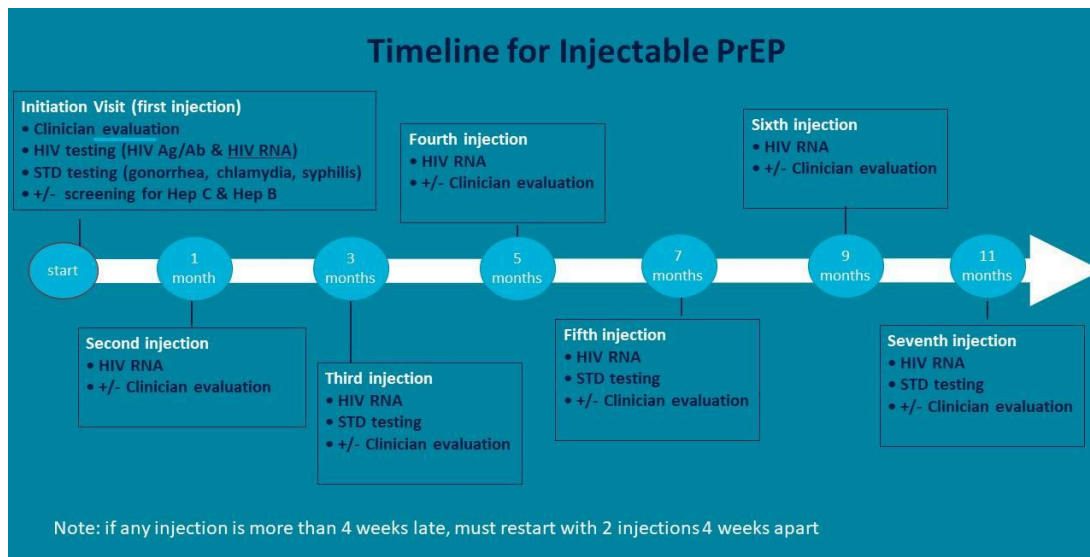 Timeline for Injectable PrEP
Initiation Visit (first injection)
• Clinician evaluation
• HIV testing (HIV Ag/Ab & HIV RNA)
• STD testing (gonorrhea, chlamydia, syphilis)
• +/- screening for Hep C & Hep B
Fourth injection
• HIV RNA
• +/- Clinician evaluation
Sixth injection
• HIV RNA
• +/- Clinician evaluation
start
1
month
3
months
5
months
7
months
9
months
11
months
Second injection
• HIV RNA
• +/- Clinician evaluation
Third injection
• HIV RNA
• STD testing
• +/- Clinician evaluation
Fifth injection
• HIV RNA
• STD testing
• +/- Clinician evaluation
Seventh injection
• HIV RNA
• STD testing
• +/- Clinician evaluation
Note: if any injection is more than 4 weeks late, must restart with 2 injections 4 weeks apart